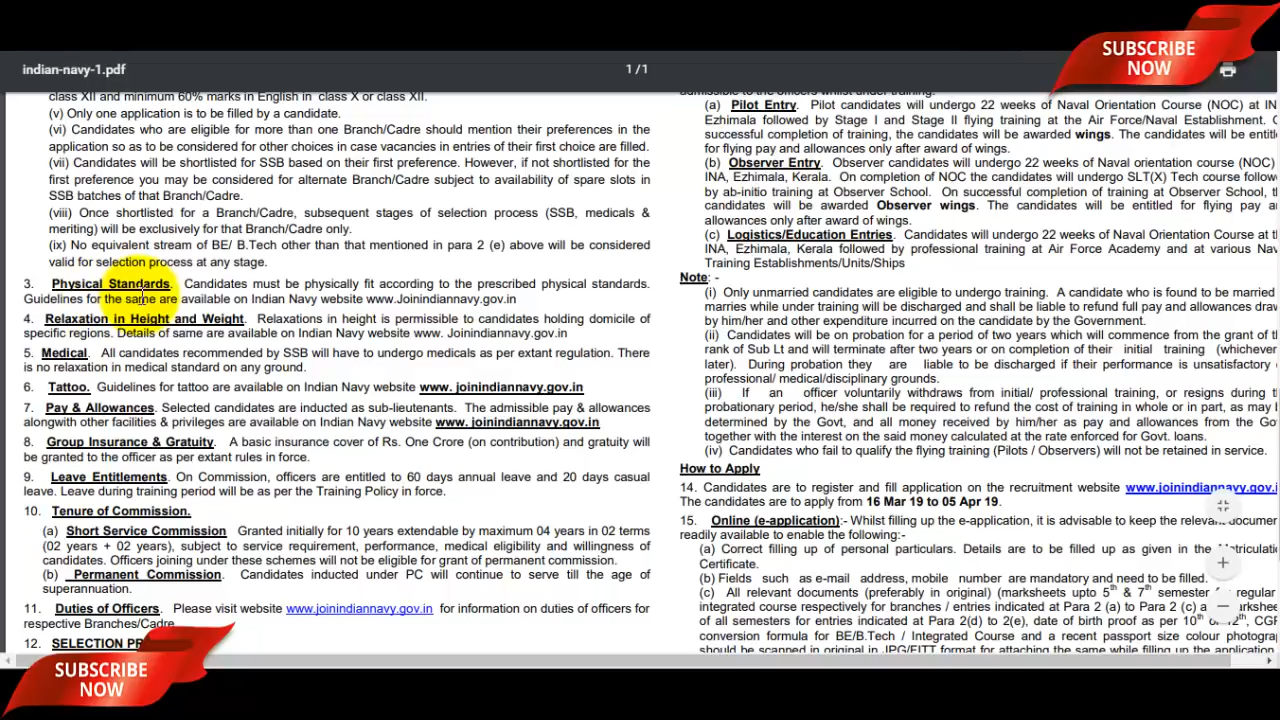 SUBSCRIBE
NOW
indian-navy-1.pdf
1 / 1
class XII and minimum 60% marks in English in class X or class XII.
(v) Only one application is to be filled by a candidate.
(vi) Candidates who are eligible for more than one Branch/Cadre should mention their preferences in the
application so as to be considered for other choices in case vacancies in entries of their first choice are filled.
(vii) Candidates will be shortlisted for SSB based on their first preference. However, if not shortlisted for the
first preference you may be considered for alternate Branch/Cadre subject to availability of spare slots in
SSB batches of that Branch/Cadre.
(viii) Once shortlisted for a Branch/Cadre, subsequent stages of selection process (SSB, medicals &
meriting) will be exclusively for that Branch/Cadre only.
(ix) No equivalent stream of BE/ B.Tech other than that mentioned in para 2 (e) above will be considered
valid for selection process at any stage.
3. Physical Standards. Candidates must be physically fit according to the prescribed physical standards.
Guidelines for the same are available on Indian Navy website www.Joinindiannavy.gov.in
4. Relaxation in Height and Weight. Relaxations in height is permissible to candidates holding domicile of
specific regions. Details of same are available on Indian Navy website www. Joinindiannavy.gov.in
5. Medical. All candidates recommended by SSB will have to undergo medicals as per extant regulation. There
is no relaxation in medical standard on any ground.
6. Tattoo. Guidelines for tattoo are available on Indian Navy website www. joinindiannavy.gov.in
7. Pay & Allowances. Selected candidates are inducted as sub-lieutenants. The admissible pay & allowances
alongwith other facilities & privileges are available on Indian Navy website www. joinindiannavy.gov.in
8. Group Insurance & Gratuity. A basic insurance cover of Rs. One Crore (on contribution) and gratuity will
be granted to the officer as per extant rules in force.
9. Leave Entitlements. On Commission, officers are entitled to 60 days annual leave and 20 days casual
leave. Leave during training period will be as per the Training Policy in force.
10. Tenure of Commission.
(a) Short Service Commission Granted initially for 10 years extendable by maximum 04 years in 02 terms
(02 years + 02 years), subject to service requirement, performance, medical eligibility and willingness of
candidates. Officers joining under these schemes will not be eligible for grant of permanent commission.
(b) Permanent Commission. Candidates inducted under PC will continue to serve till the age of
superannuation.
11. Duties of Officers. Please visit website www.joinindiannavy.gov.in for information on duties of officers for
respective Branches/Cadre
12. SELECTION
(a) Pilot Entry. Pilot candidates will undergo 22 weeks of Naval Orientation Course (NOC) at
Ezhimala followed by Stage I and Stage II flying training at the Air Force/Naval Establishment.
successful completion of training, the candidates will be awarded wings. The candidates will be
for flying pay and allowances only after award of wings.
(b) Observer Entry. Observer candidates will undergo 22 weeks of Naval orientation course (NOC)
INA, Ezhimala, Kerala. On completion of NOC the candidates will undergo SLT(X) Tech course
by ab-initio training at Observer School. On successful completion of training at Observer School,
candidates will be awarded Observer wings. The candidates will be entitled for flying pay
allowances only after award of wings.
(c) Logistics/Education Entries. Candidates will undergo 22 weeks of Naval Orientation Course at
INA, Ezhimala, Kerala followed by professional training at Air Force Academy and at various
Training Establishments/Units/Ships
Note: -
(i) Only unmarried candidates are eligible to undergo training. A candidate who is found to be married
marries while under training will be discharged and shall be liable to refund full pay and allowances
by him/her and other expenditure incurred on the candidate by the Government.
(ii) Candidates will be on probation for a period of two years which will commence from the grant of
rank of Sub Lt and will terminate after two years or on completion of their initial training (whichever
later). During probation they are liable to be discharged if their performance is unsatisfactory
professional/ medical/disciplinary grounds.
(iii) If an officer voluntarily withdraws from initial/ professional training, or resigns during
probationary period, he/she shall be required to refund the cost of training in whole or in part, as may
determined by the Govt, and all money received by him/her as pay and allowances from the
together with the interest on the said money calculated at the rate enforced for Govt. loans.
(iv) Candidates who fail to qualify the flying training (Pilots / Observers) will not be retained in service.
How to Apply
14. Candidates are to register and fill application on the recruitment website www.joinindiannavy.gov.
The candidates are to apply from 16 Mar 19 to 05 Apr 19.
15. Online (e-application):- Whilst filling up the e-application, it is advisable to keep the relevant
readily available to enable the following:-
(a) Correct filling up of personal particulars. Details are to be filled up as given in the
Certificate.
(b) Fields such as e-mail address, mobile number are mandatory and need to be filled.
(c) All relevant documents (preferably in original) (marksheets upto 5th & 7th semester regular
integrated course respectively for branches / entries indicated at Para 2 (a) to Para 2 (c)
of all semesters for entries indicated at Para 2(d) to 2(e), date of birth proof as per 10th or 12th,
conversion formula for BE/B.Tech / Integrated Course and a recent passport size colour
should be scanned in original in JPG/FITT format for attaching the same while filling up the application
SUBSCRIBE
NOW